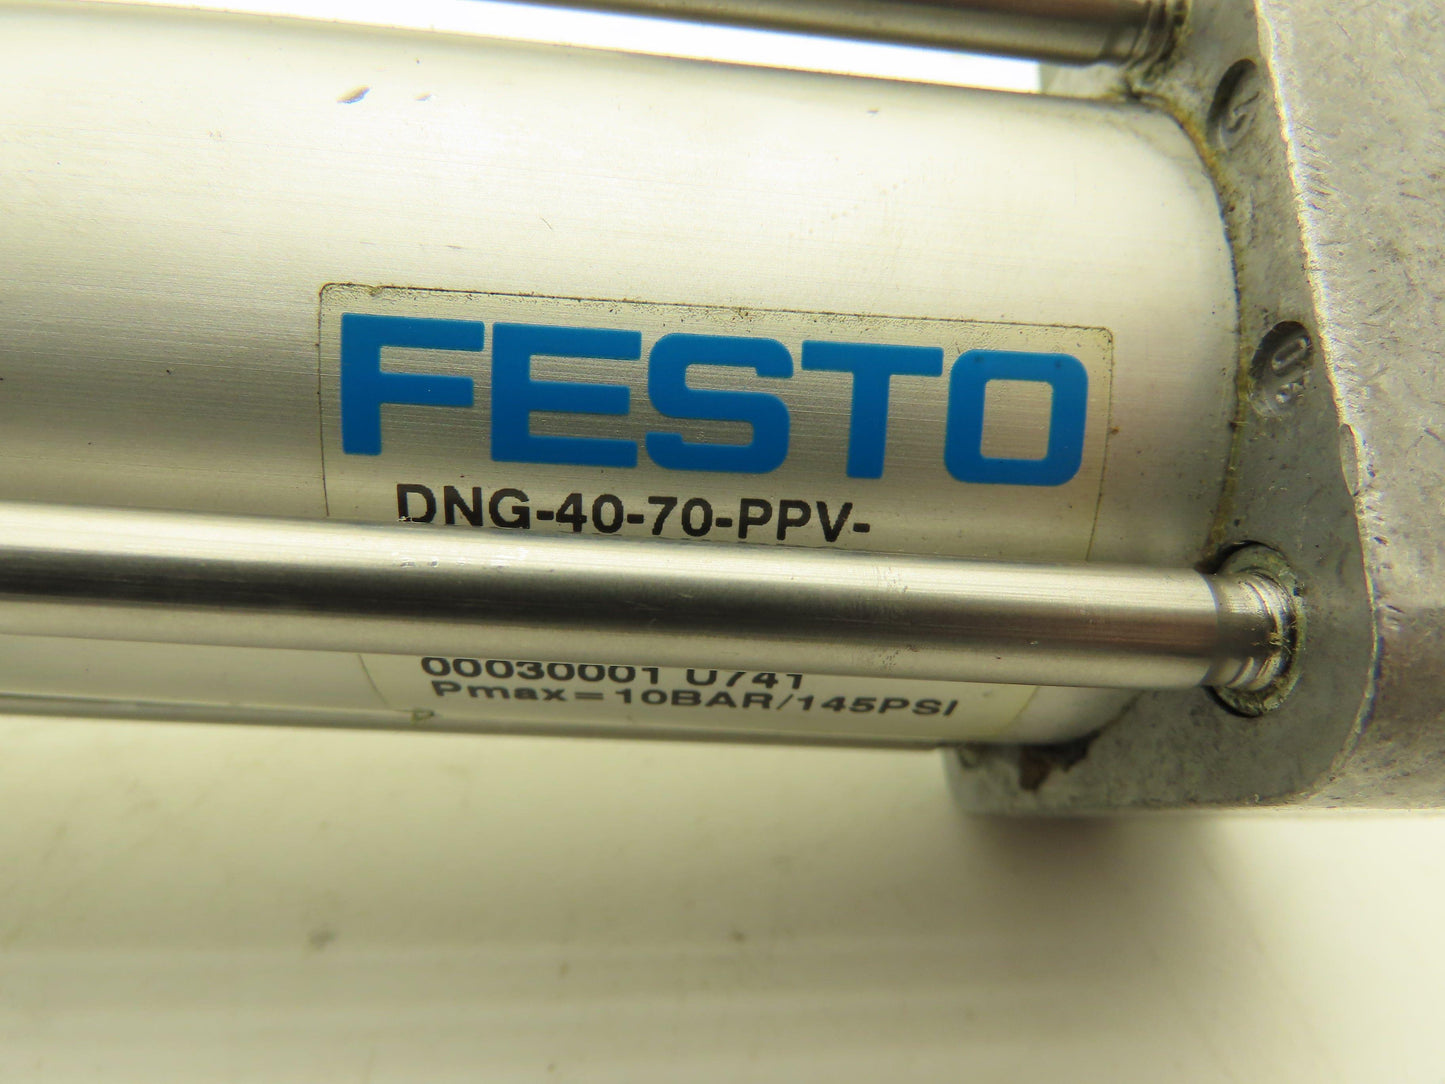 FESTO
DNG-40-70-PPV-
00030001 U741
Pmax=10BAR/145PSI